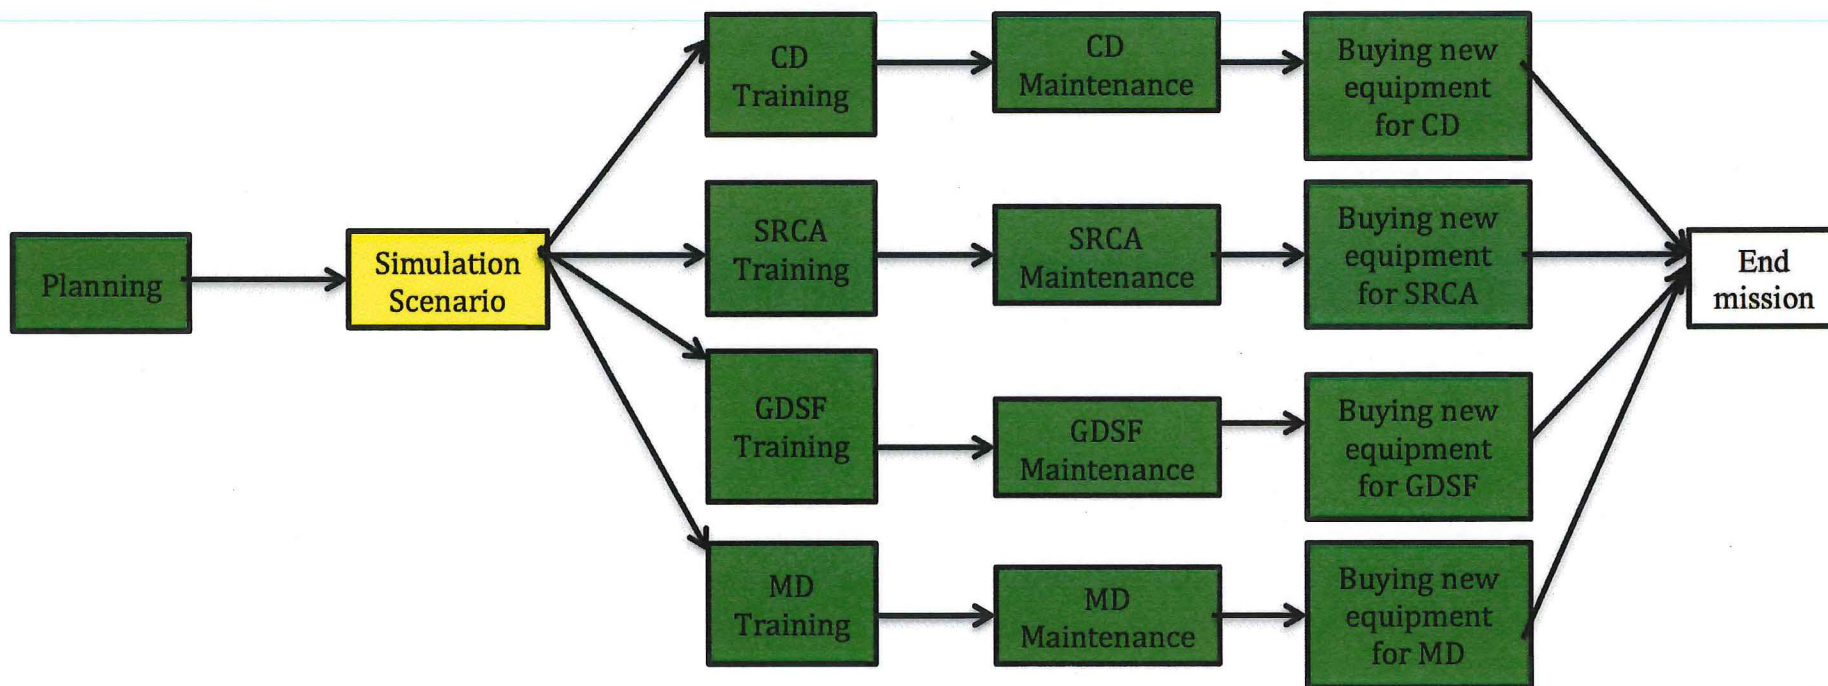 Planning
Simulation
Scenario
CD
Training
CD
Maintenance
Buying new
equipment
for CD
SRCA
Training
SRCA
Maintenance
Buying new
equipment
for SRCA
GDSF
Training
GDSF
Maintenance
Buying new
equipment
for GDSF
MD
Training
MD
Maintenance
Buying new
equipment
for MD
End
mission